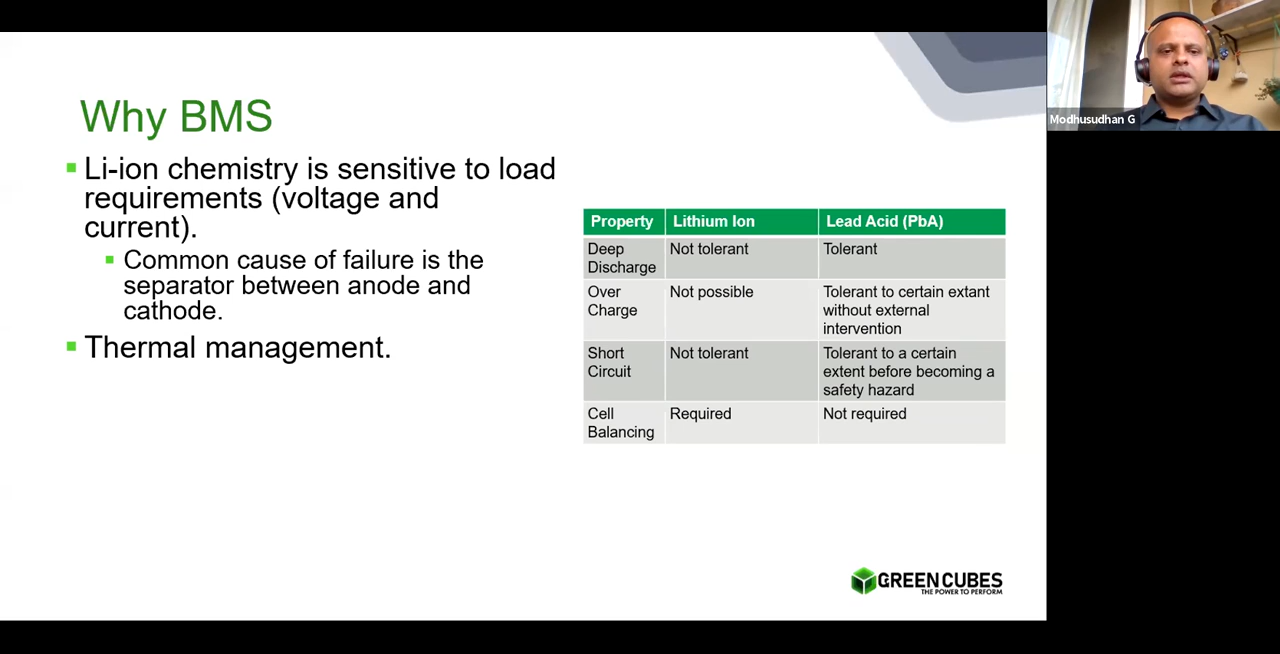 Why BMS
Li-ion chemistry is sensitive to load
requirements (voltage and
current).
Common cause of failure is the
separator between anode and
cathode.
Thermal management.
Property Lithium Ion Lead Acid (PbA)
Deep Discharge Not tolerant Tolerant
Over Charge Not possible Tolerant to certain extant
without external
intervention
Short Circuit Not tolerant Tolerant to a certain
extent before becoming a
safety hazard
Cell Balancing Required Not required
GREEN CUBES
THE POWER TO PERFORM
Modhusudhan G